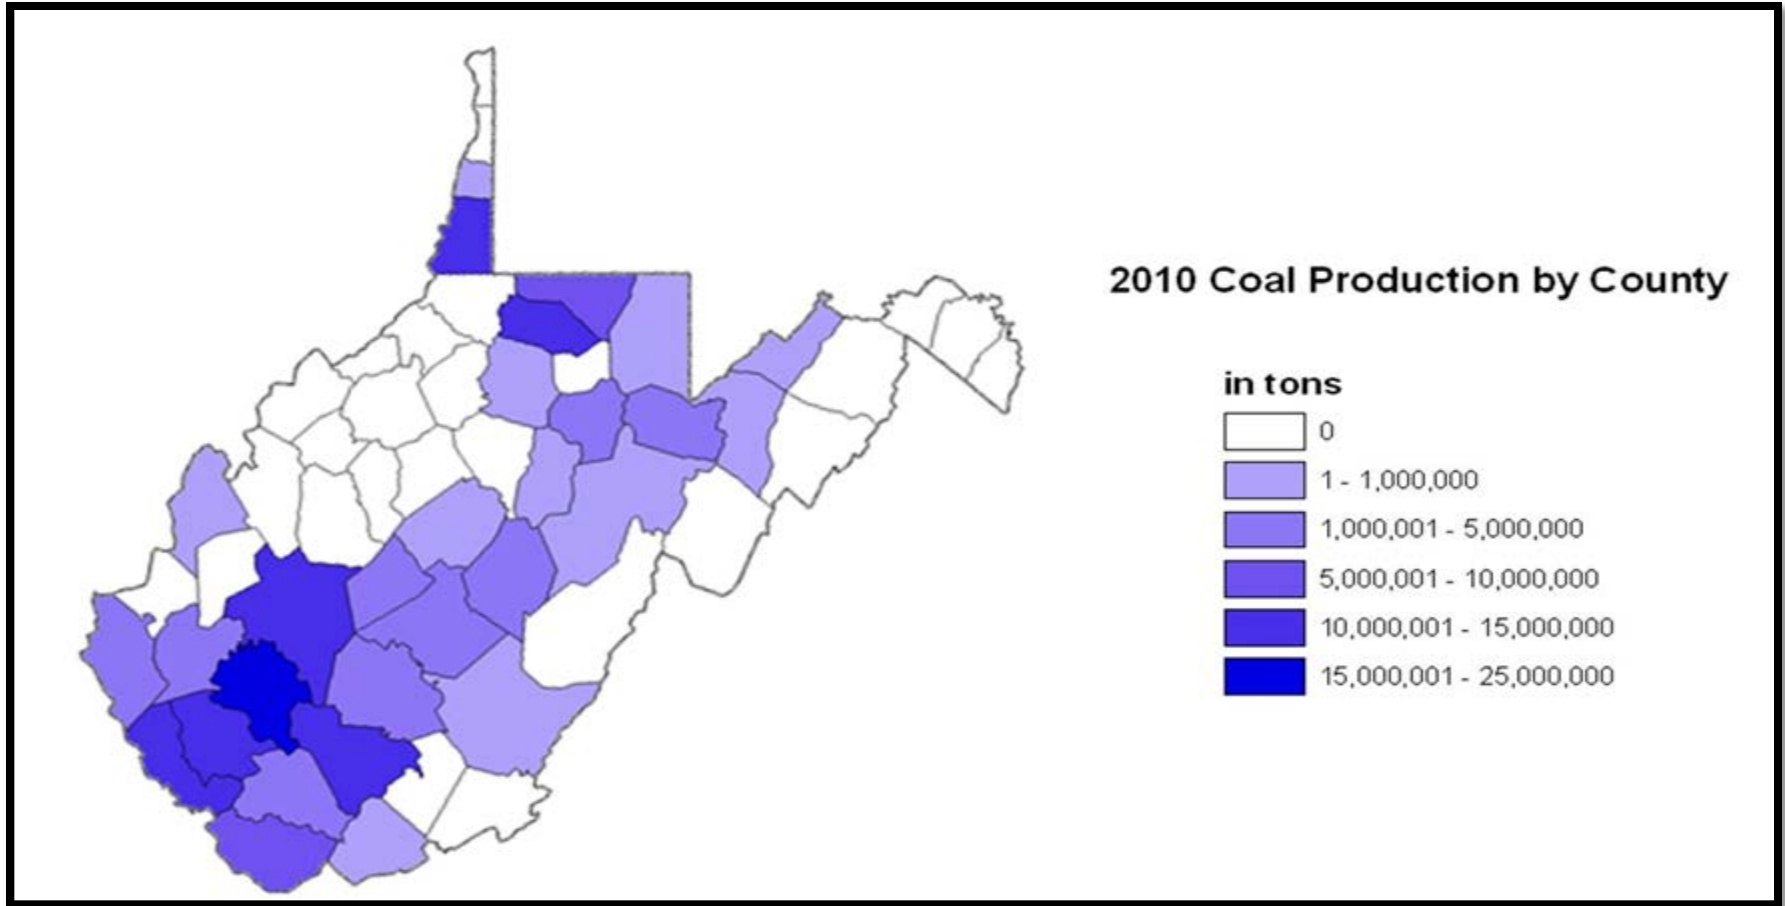 2010 Coal Production by County
in tons
0
1 - 1,000,000
1,000,001 - 5,000,000
5,000,001 - 10,000,000
10,000,001 - 15,000,000
15,000,001 - 25,000,000